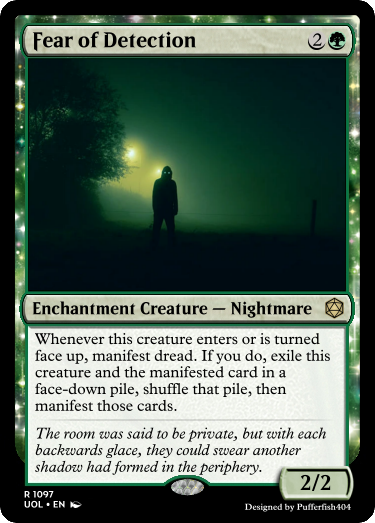 Fear of Detection 2
Enchantment Creature — Nightmare
Whenever this creature enters or is turned
face up, manifest dread. If you do, exile this
creature and the manifested card in a
face-down pile, shuffle that pile, then
manifest those cards.
The room was said to be private, but with each
backwards glace, they could swear another
shadow had formed in the periphery.
2/2
R 1097
UOL • EN
Designed by Pufferfish404